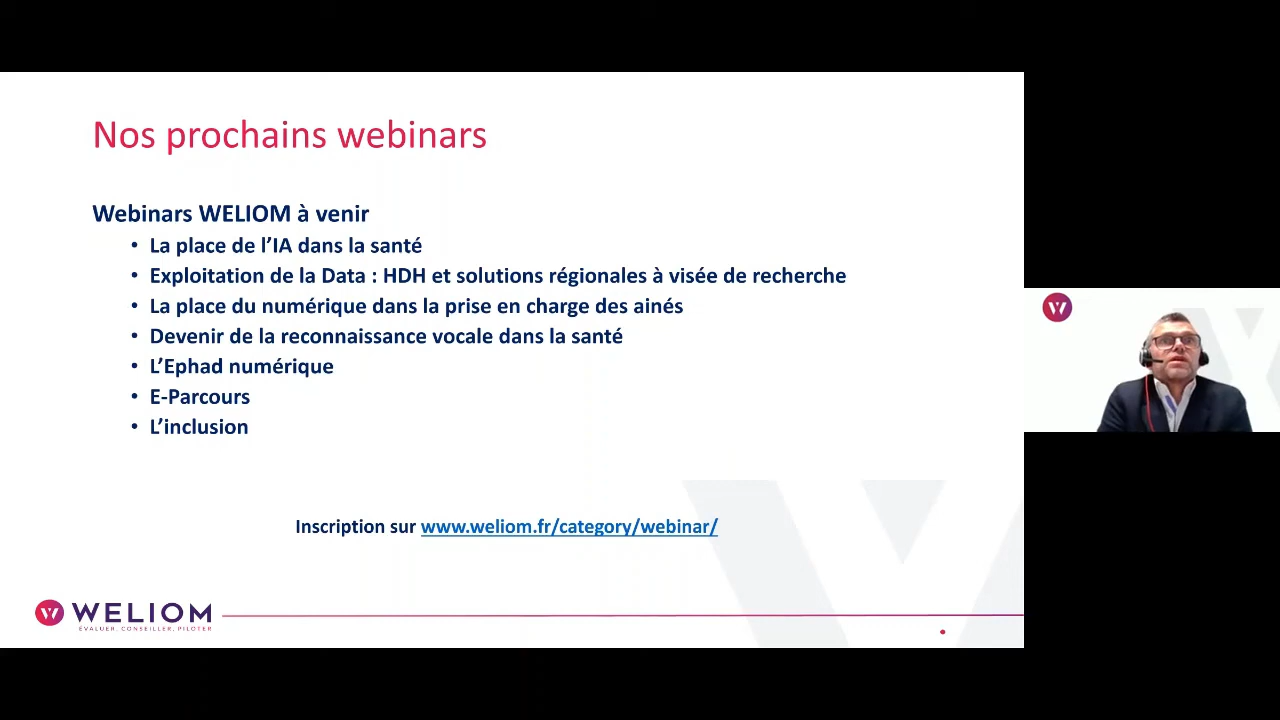 Nos prochains webinars
Webinars WELIOM à venir
• La place de l’IA dans la santé
• Exploitation de la Data : HDH et solutions régionales à visée de recherche
• La place du numérique dans la prise en charge des ainés
• Devenir de la reconnaissance vocale dans la santé
• L’Ephad numérique
• E-Parcours
• L’inclusion
Inscription sur www.weliom.fr/category/webinar/
WELIOM
ÉVALUER. CONSEILLER. PILOTER